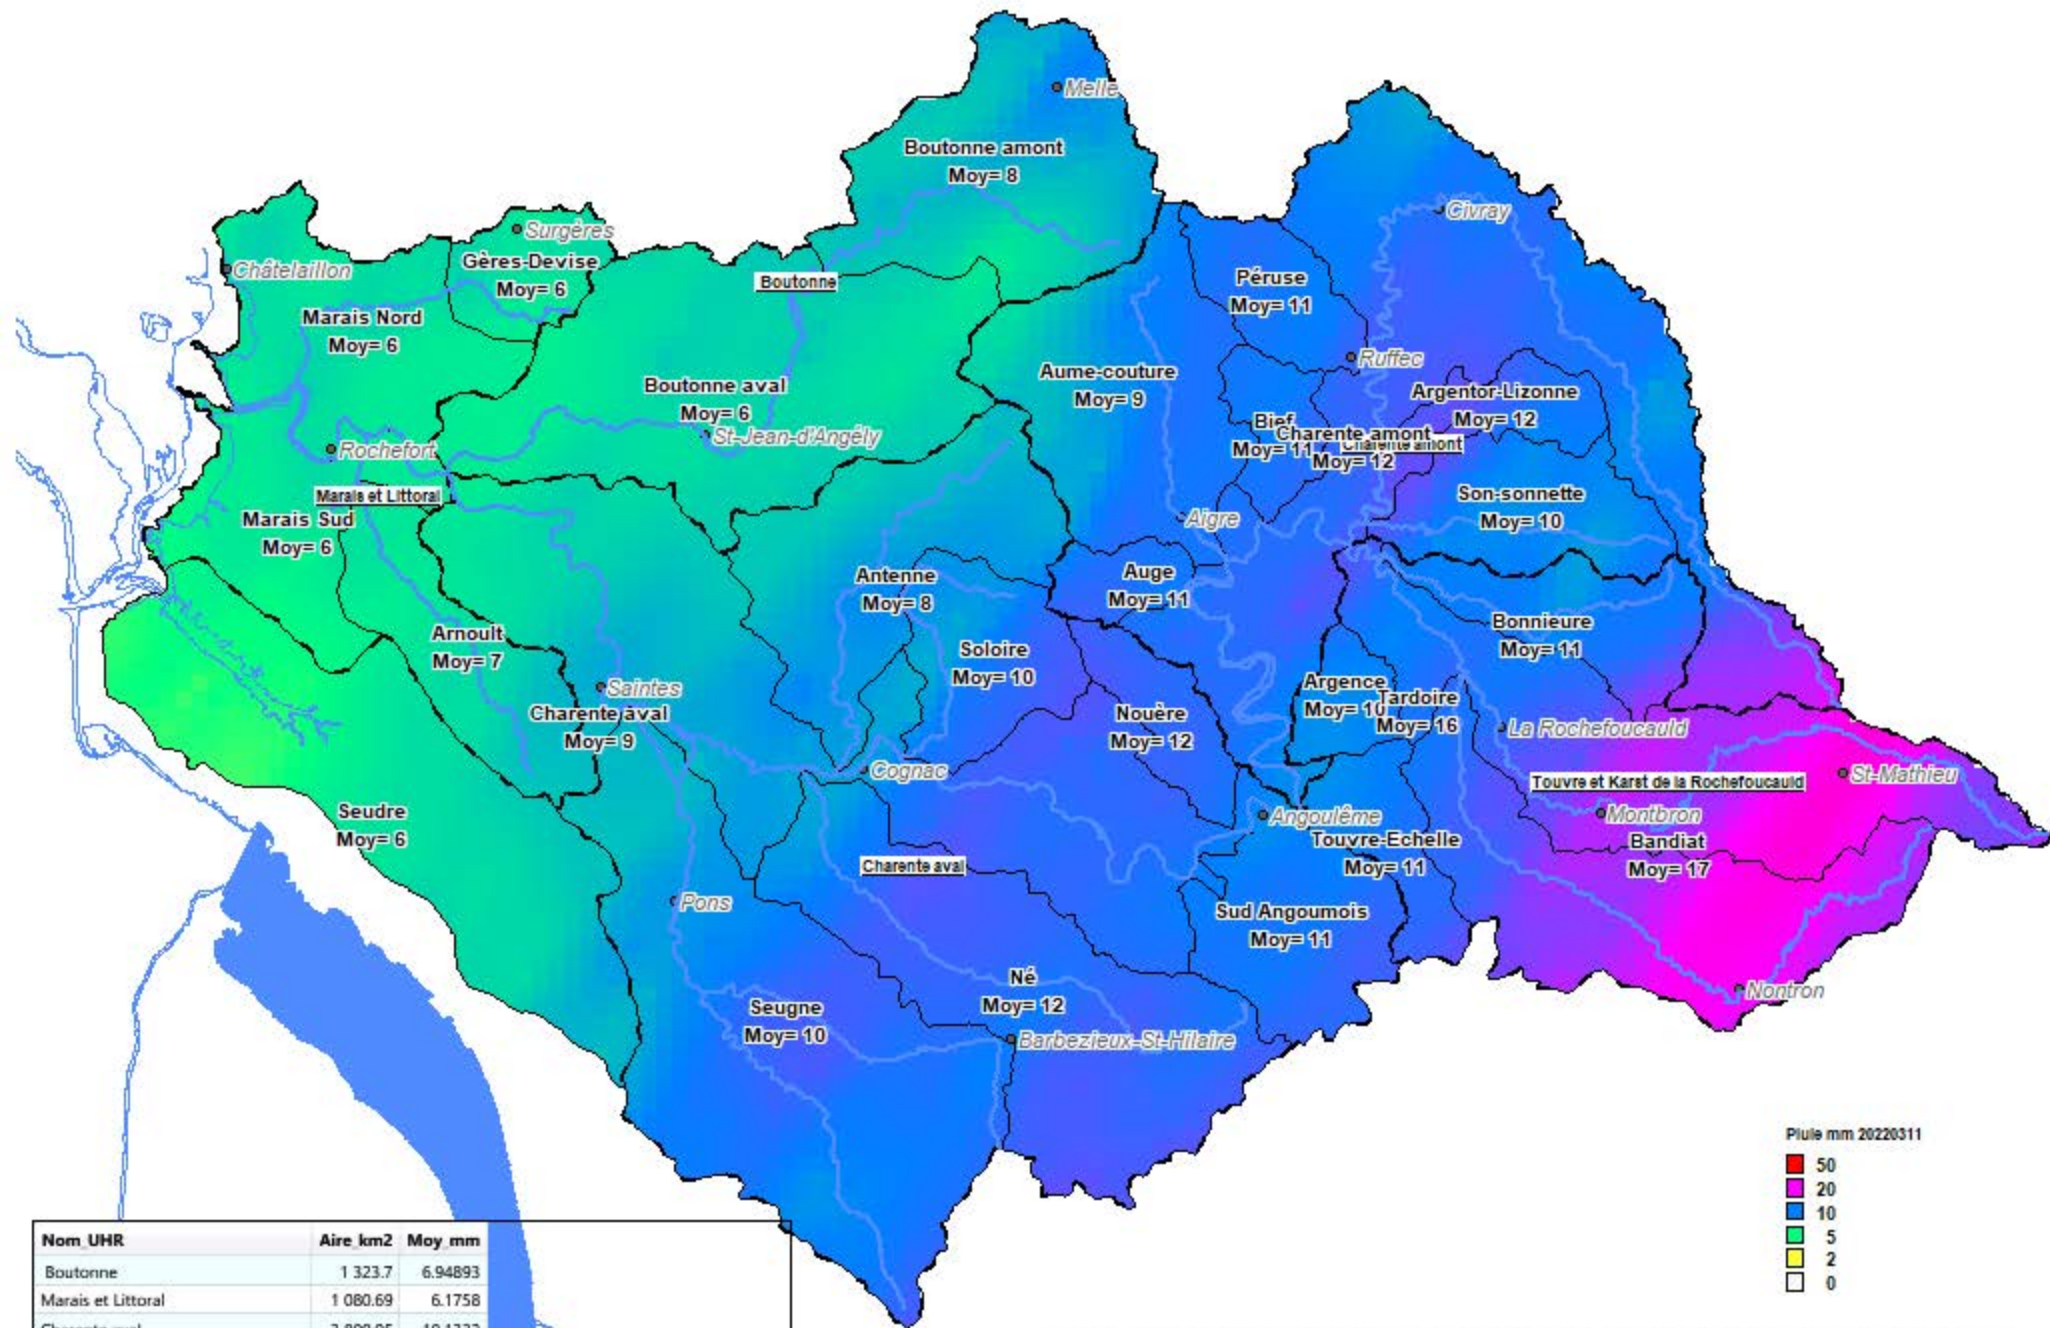 Melle
Boutonne amont
Moy= 8
Civray
Surgères
Gères-Devise
Moy= 6
Châtelaillon
Boutonne
Péruse
Moy= 11
Marais Nord
Moy= 6
Ruffec
Boutonne aval
Moy= 6
Aume-couture
Moy= 9
Argentor-Lizonne
Moy= 12
St-Jean-d'Angély
Bief
Moy= 11
Charente amont
Moy= 12
Charente amont
Rochefort
Marais et Littoral
Marais Sud
Moy= 6
Son-sonnette
Moy= 10
Aigre
Antenne
Moy= 8
Auge
Moy= 11
Arnoult
Moy= 7
Bonnieure
Moy= 11
Soloire
Moy= 10
Saintes
Charente aval
Moy= 9
Argence
Moy= 10
Tardoire
Moy= 16
Nouère
Moy= 12
La Rochefoucauld
Cognac
Touvre et Karst de la Rochefoucauld
St-Mathieu
Seudre
Moy= 6
Angoulême
Montbron
Touvre-Echelle
Moy= 11
Bandiat
Moy= 17
Charente aval
Pons
Sud Angoumois
Moy= 11
Né
Moy= 12
Nontron
Seugne
Moy= 10
Barbezieux-St-Hilaire
Pluie mm 20220311
50
20
10
5
2
0
Nom_UHR Aire_km2 Moy_mm
Boutonne 1 323.7 6.94893
Marais et Littoral 1 080.69 6.1758